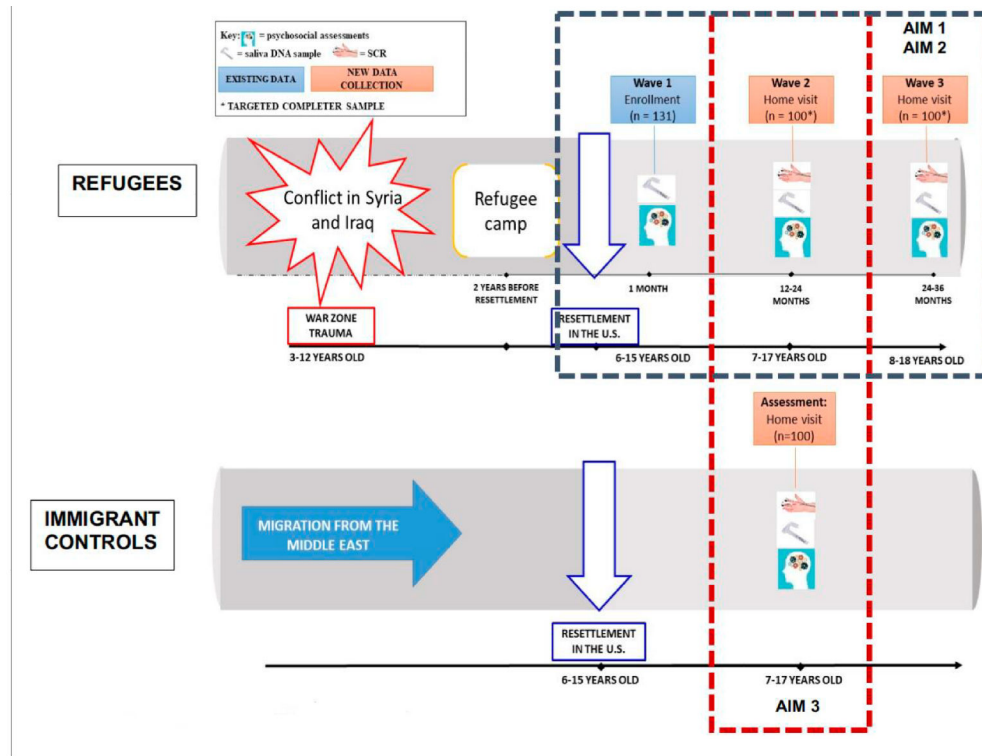 Key: = psychosocial assessments
= saliva DNA sample = SCR
EXISTING DATA
NEW DATA
COLLECTION
* TARGETED COMPLETER SAMPLE
AIM 1
AIM 2
Wave 1
Enrollment
(n = 131)
Wave 2
Home visit
(n = 100*)
Wave 3
Home visit
(n = 100*)
REFUGEES
Conflict in Syria
and Iraq
Refugee
camp
2 YEARS BEFORE
RESETTLEMENT
1 MONTH
12-24
MONTHS
24-36
MONTHS
WAR ZONE
TRAUMA
RESETTLEMENT
IN THE U.S.
3-12 YEARS OLD
6-15 YEARS OLD
7-17 YEARS OLD
8-18 YEARS OLD
Assessment:
Home visit
(n=100)
IMMIGRANT
CONTROLS
MIGRATION FROM THE
MIDDLE EAST
RESETTLEMENT
IN THE U.S.
6-15 YEARS OLD
7-17 YEARS OLD
AIM 3